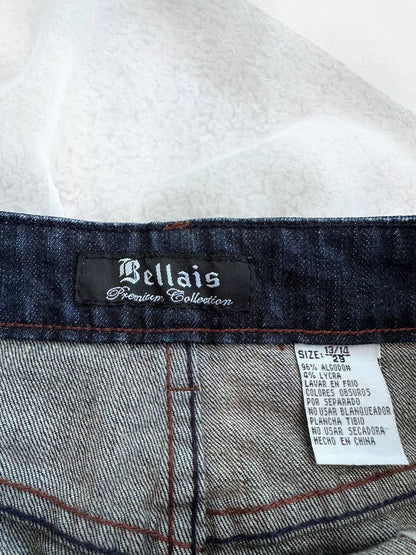 Bellais
Premium Collection
SIZE: 13/14
29
96% ALGODON
4% LYCRA
LAVAR EN FRIO
COLORES OBSUROS
POR SEPARADO
NO USAR BLANQUEADOR
PLANCHA TIBIO
NO USAR SECADORA
HECHO EN CHINA